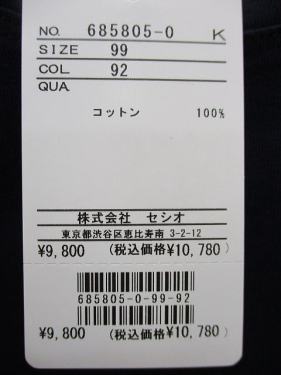 NO. 685805-0 K
SIZE 99
COL 92
QUA.
コットン 100%
株式会社 セシオ
東京都渋谷区恵比寿南 3-2-12
¥9,800 (税込価格¥10,780)
685805-0-99-92
¥9,800 (税込価格¥10,780)